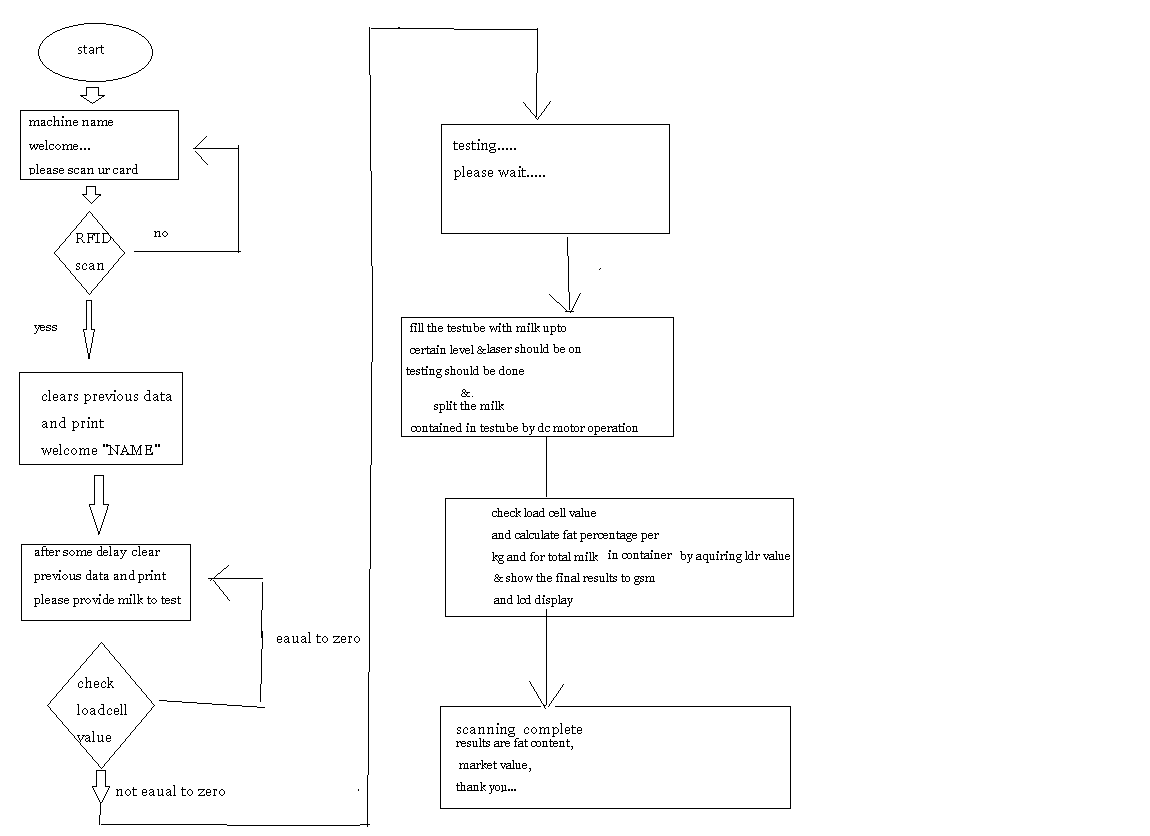 start
machine name
welcome...
please scan ur card
RFID
scan
no
yess
clears previous data
and print
welcome "NAME"
after some delay clear
previous data and print
please provide milk to test
eaual to zero
check
loadcell
value
not eaual to zero
testing.....
please wait.....
fill the testube with milk upto
certain level &laser should be on
testing should be done
&.
split the milk
contained in testube by dc motor operation
check load cell value
and calculate fat percentage per
kg and for total milk in container by aquiring ldr value
& show the final results to gsm
and lcd display
scanning complete
results are fat content,
market value,
thank you...